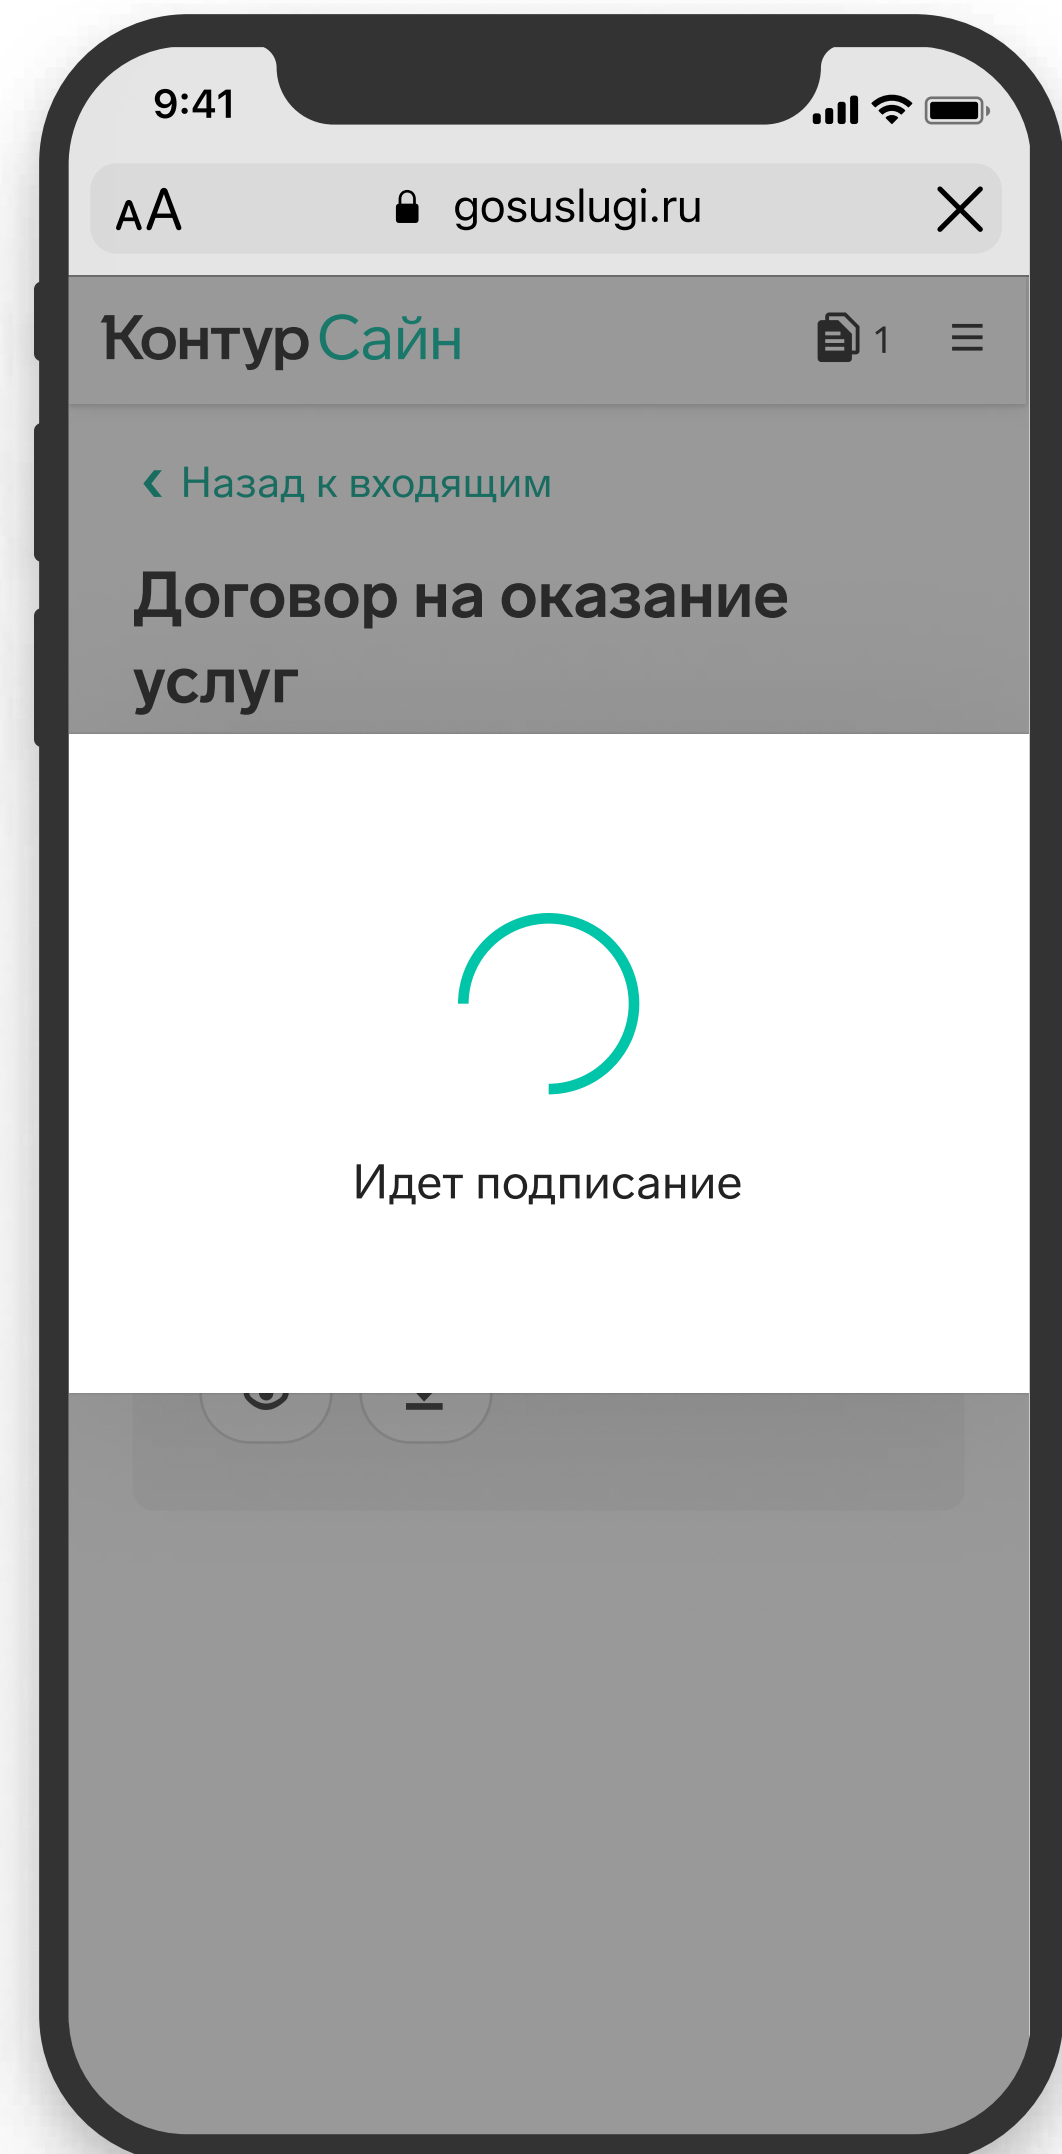 9:41
AA gosuslugi.ru
Контур Сайн 1
Назад к входящим
Договор на оказание
услуг
Идет подписание